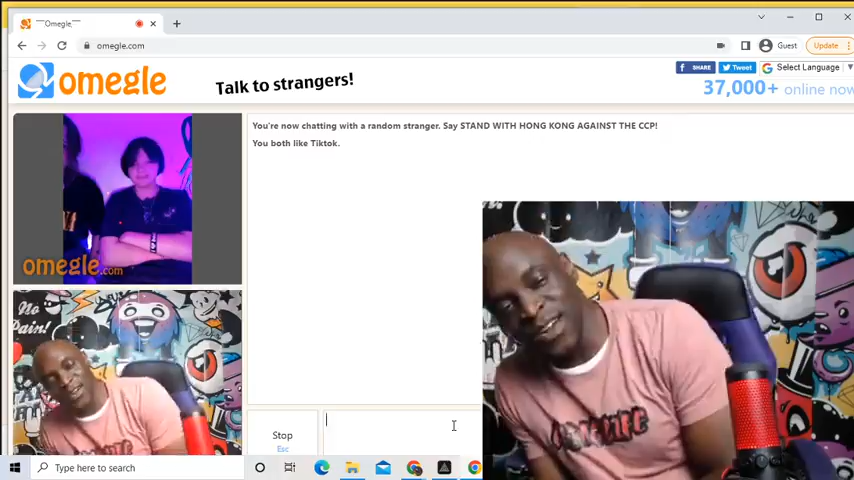 Omegle
omegle.com
Guest
Update
omegle
Talk to strangers!
SHARE
Tweet
Select Language
37,000+ online now
You're now chatting with a random stranger. Say STAND WITH HONG KONG AGAINST THE CCP!
You both like Tiktok.
omegle.com
No
Pain!
Stop
Esc
Type here to search